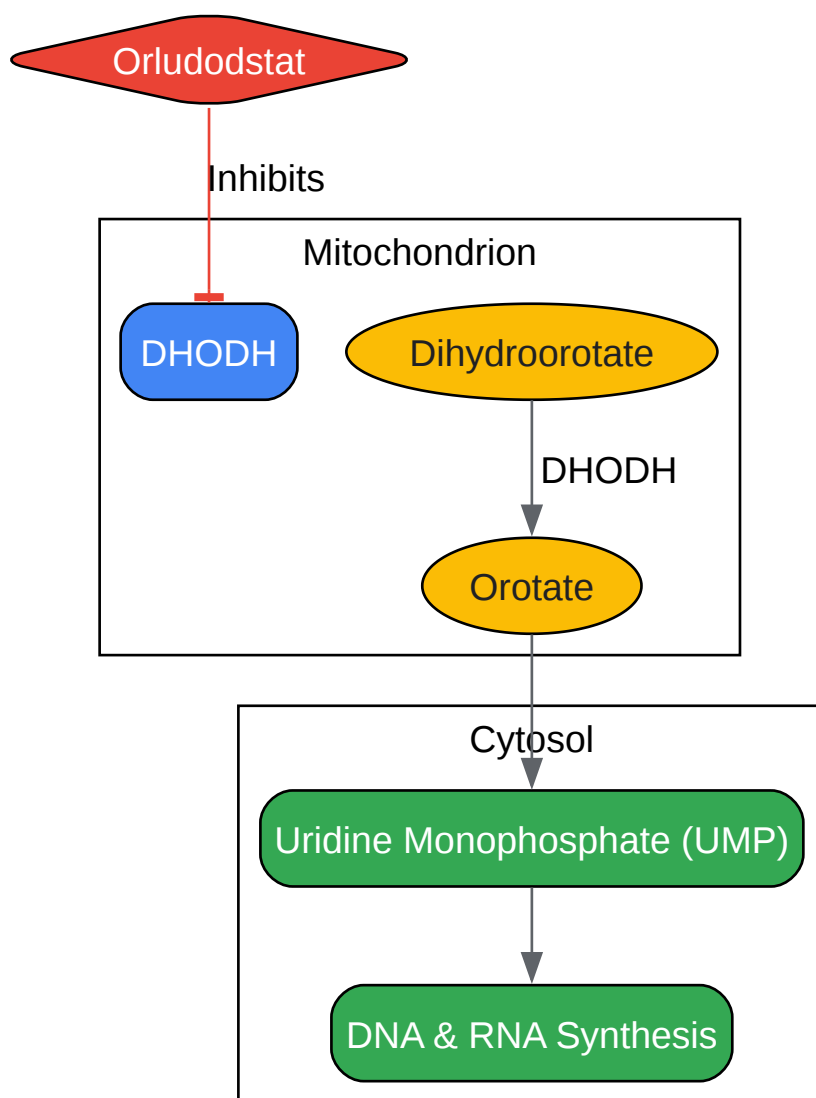 Orludodstat
Inhibits
Mitochondrion
DHODH
Dihydroorotate
DHODH
Orotate
Cytosol
Uridine Monophosphate (UMP)
DNA & RNA Synthesis